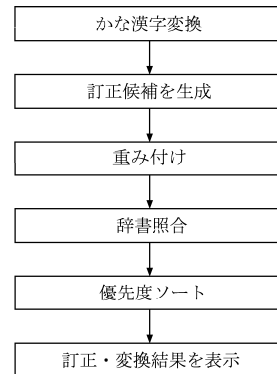 かな漢字変換
訂正候補を生成
重み付け
辞書照合
優先度ソート
訂正・変換結果を表示